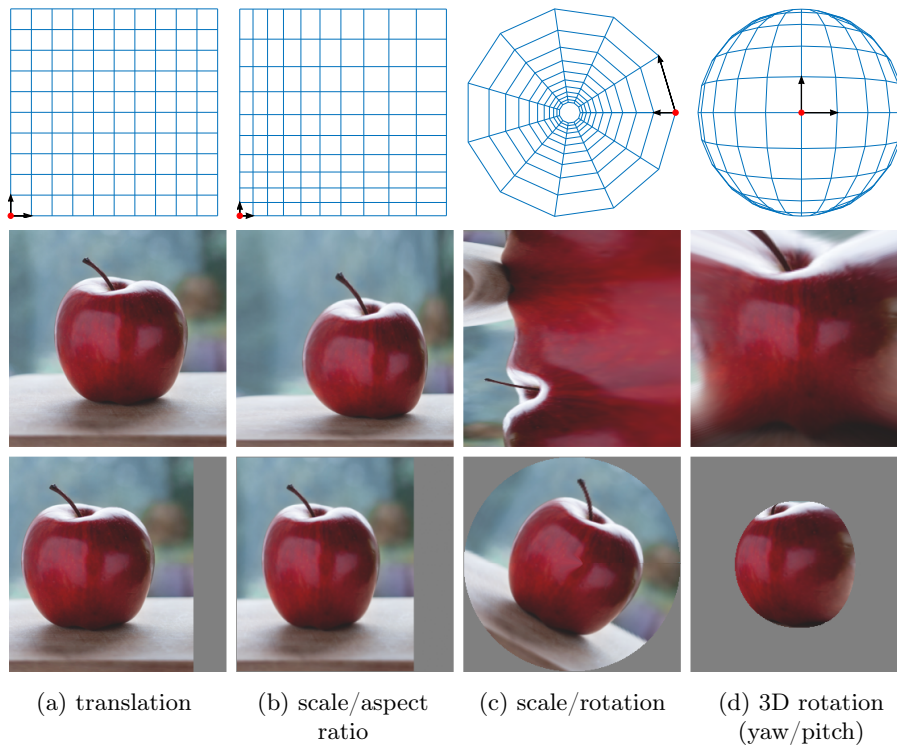 (a) translation
(b) scale/aspect
ratio
(c) scale/rotation
(d) 3D rotation
(yaw/pitch)